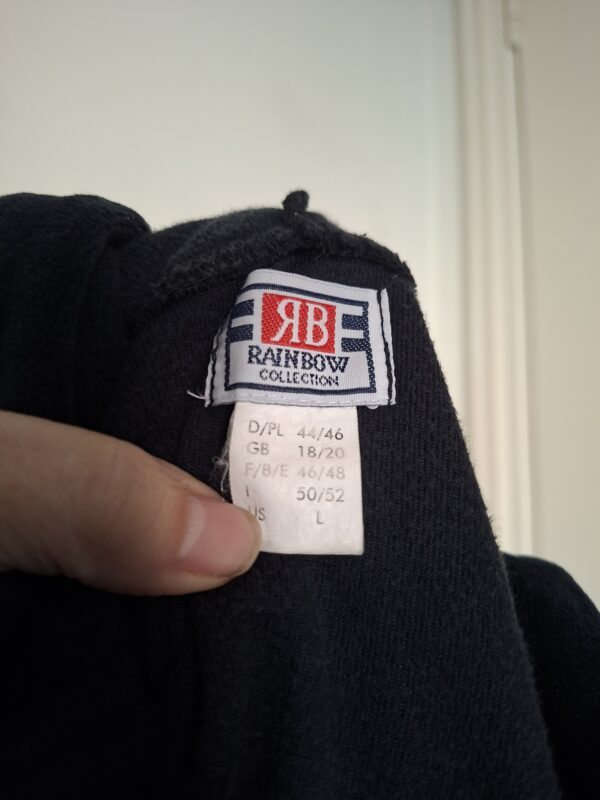 RB
RAINBOW
COLLECTION
D/PL 44/46
GB 18/20
F/B/E 46/48
I 50/52
US L